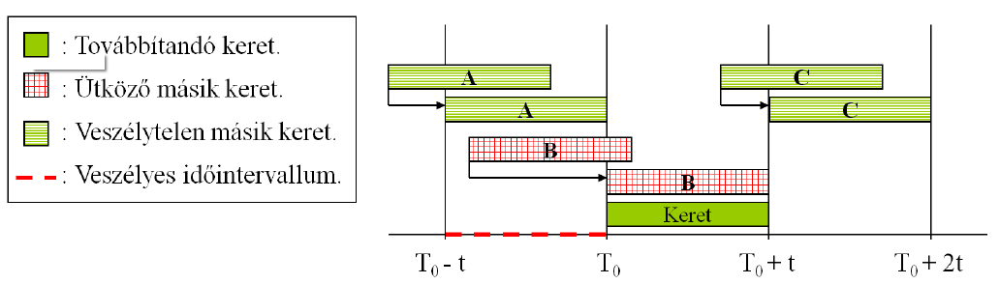 : Továbbítandó keret.
: Ütköző másik keret.
: Veszélytelen másik keret.
: Veszélyes időintervallum.
A
C
A
C
B
B
Keret
T₀ - t
T₀
T₀ + t
T₀ + 2t